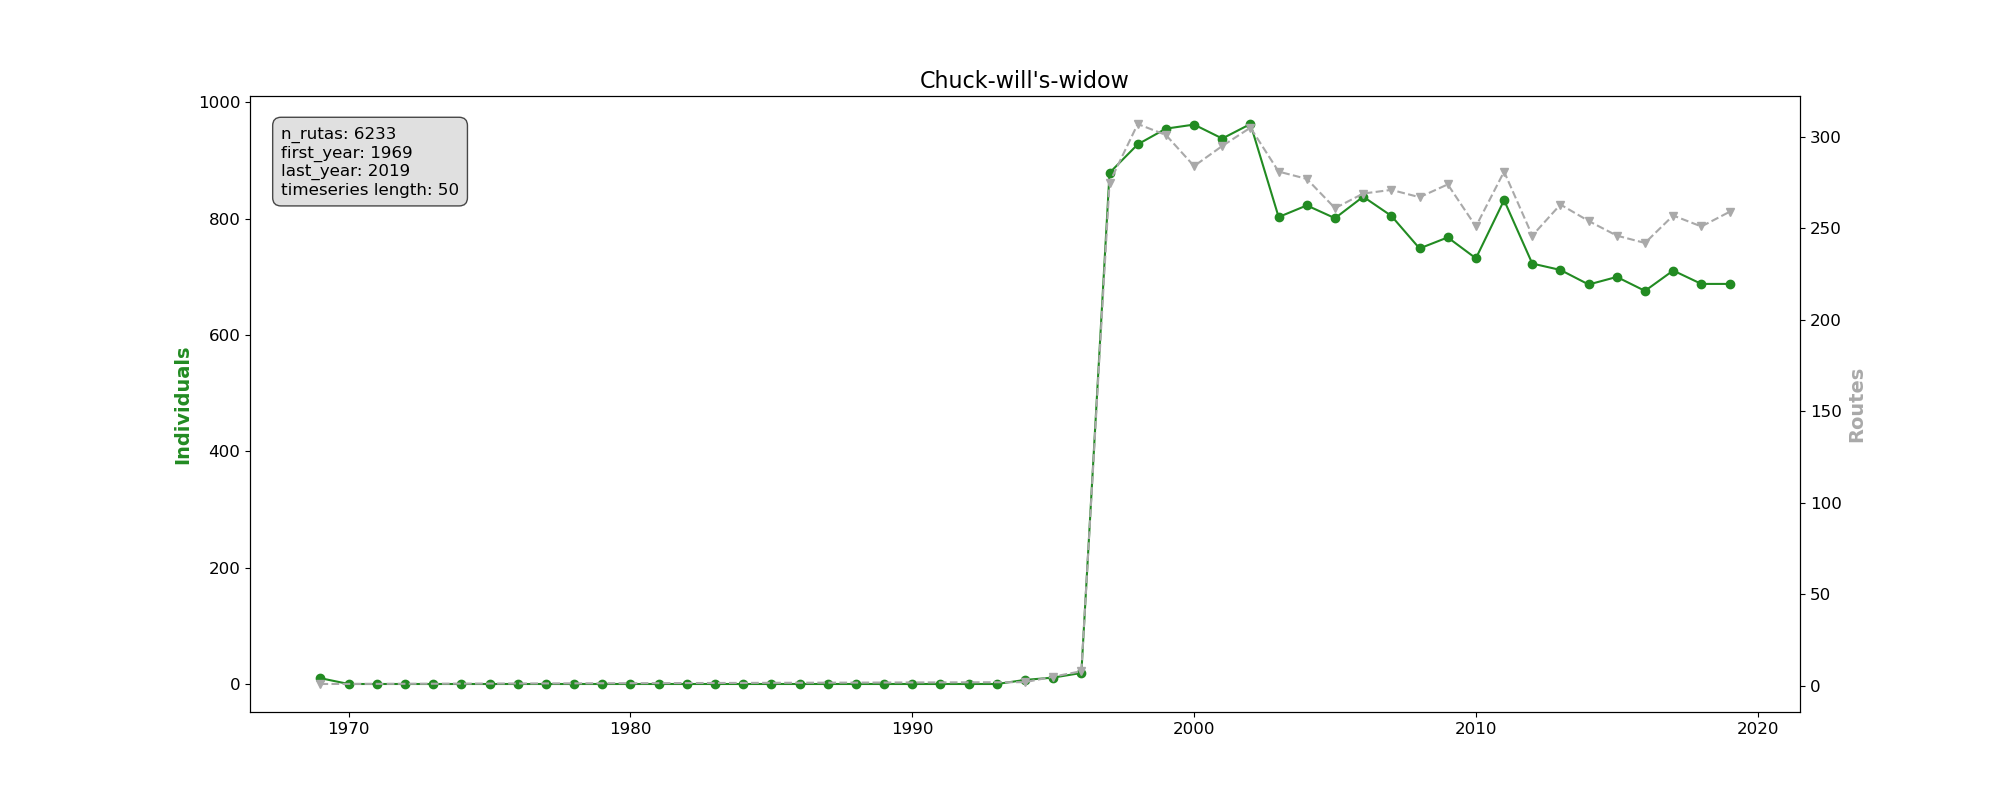 Chuck-will's-widow
n_rutas: 6233
first_year: 1969
last_year: 2019
timeseries length: 50
Individuals
1000
800
600
400
200
0
Routes
300
250
200
150
100
50
0
1970 1980 1990 2000 2010 2020